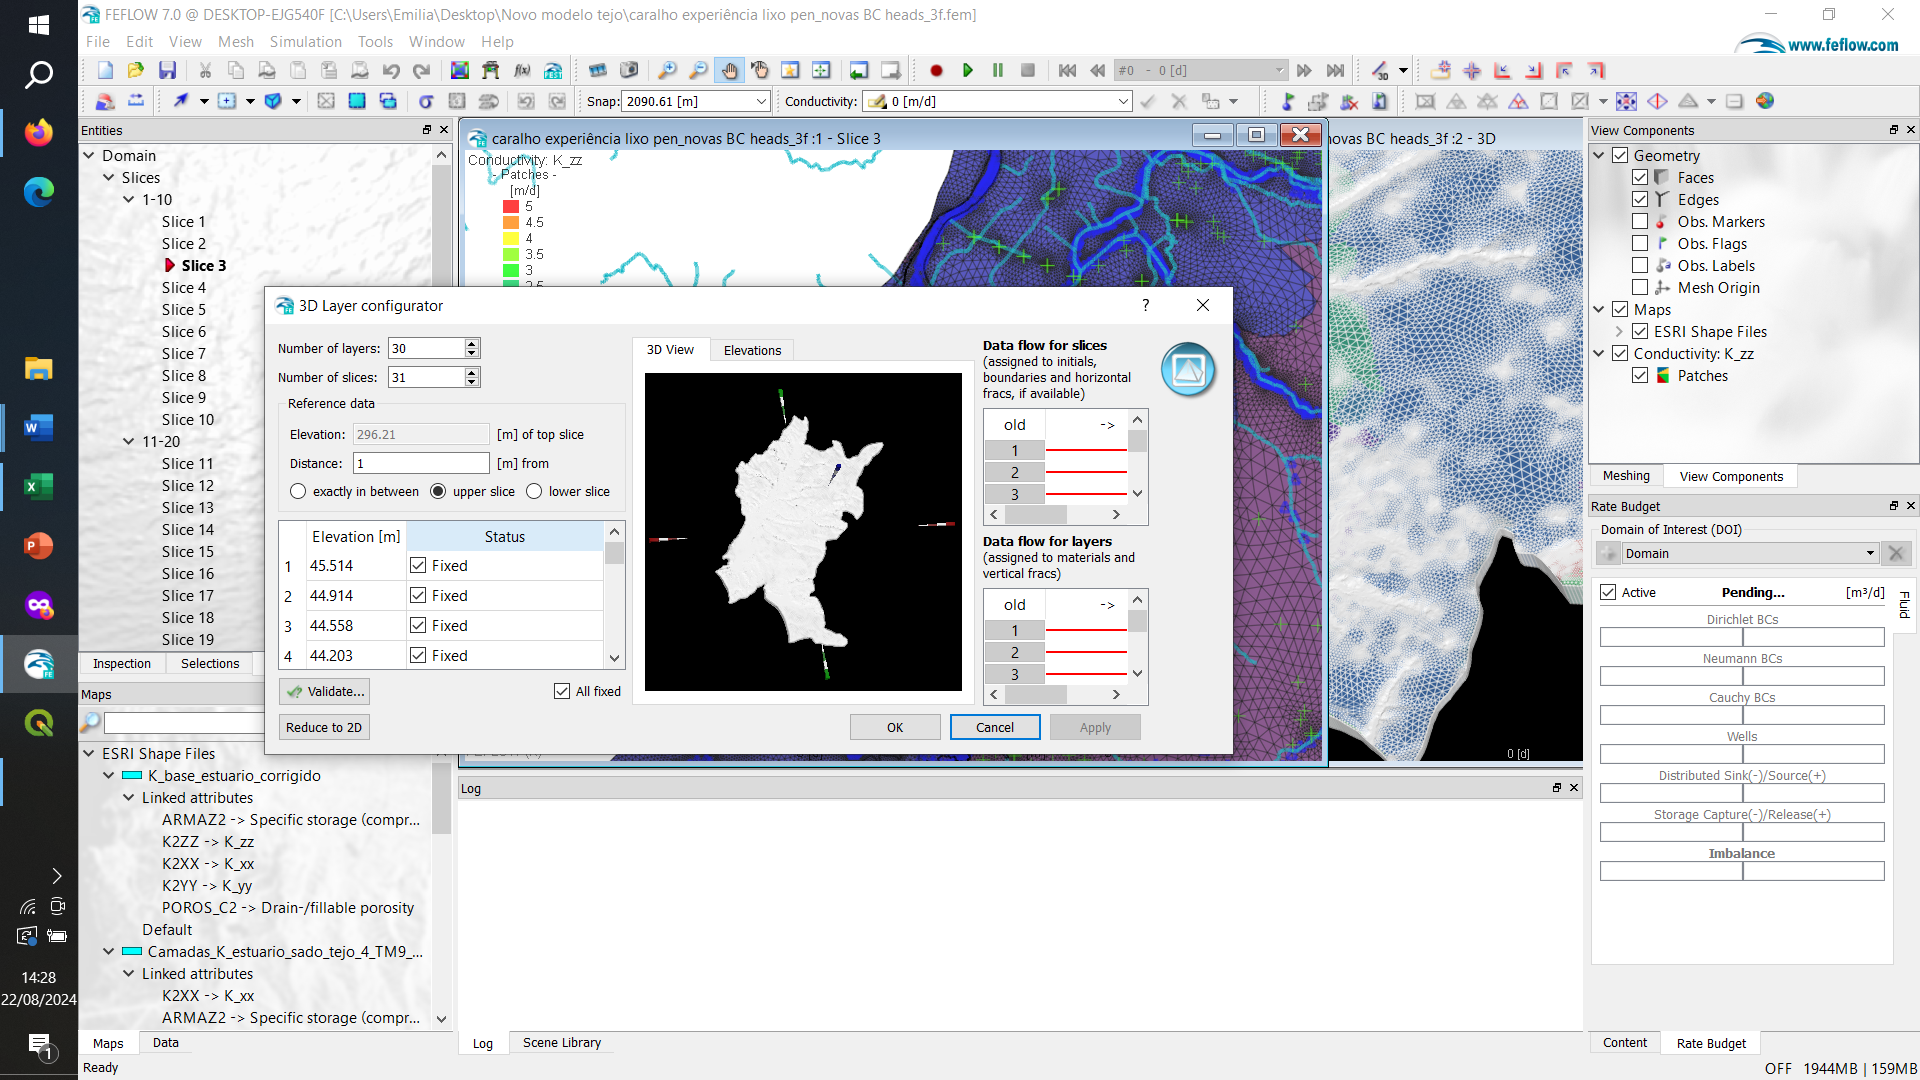 FEFLOW 7.0 @ DESKTOP-EJG540F [C:\Users\Emilia\Desktop\Novo modelo tejo\caralho experiência lixo pen_novas BC heads_3f.fem]
File Edit View Mesh Simulation Tools Window Help
www.feflow.com
#0 - 0 [d]
Snap: 2090.61 [m]
Conductivity: 0 [m/d]
Entities
Domain
Slices
1-10
Slice 1
Slice 2
Slice 3
Slice 4
Slice 5
Slice 6
Slice 7
Slice 8
Slice 9
Slice 10
11-20
Slice 11
Slice 12
Slice 13
Slice 14
Slice 15
Slice 16
Slice 17
Slice 18
Slice 19
Inspection Selections
Maps
ESRI Shape Files
K_base_estuario_corrigido
Linked attributes
ARMAZ2 -> Specific storage (compr...
K2ZZ -> K_zz
K2XX -> K_xx
K2YY -> K_yy
POROS_C2 -> Drain-/fillable porosity
Default
Camadas_K_estuario_sado_tejo_4_TM9_...
Linked attributes
K2XX -> K_xx
ARMAZ2 -> Specific storage (compr...
Maps Data
Ready
caralho experiência lixo pen_novas BC heads_3f :1 - Slice 3
Conductivity: K_zz
- Patches -
[m/d]
5
4.5
4
3.5
3
novas BC heads_3f :2 - 3D
0 [d]
3D Layer configurator
?
Number of layers: 30
Number of slices: 31
Reference data
Elevation: 296.21 [m] of top slice
Distance: 1 [m] from
exactly in between upper slice lower slice
Elevation [m] Status
1 45.514 Fixed
2 44.914 Fixed
3 44.558 Fixed
4 44.203 Fixed
Validate...
All fixed
Reduce to 2D
3D View Elevations
Data flow for slices
(assigned to initials,
boundaries and horizontal
fracs, if available)
old ->
1
2
3
Data flow for layers
(assigned to materials and
vertical fracs)
old ->
1
2
3
OK Cancel Apply
Log
Log Scene Library
View Components
Geometry
Faces
Edges
Obs. Markers
Obs. Flags
Obs. Labels
Mesh Origin
Maps
ESRI Shape Files
Conductivity: K_zz
Patches
Meshing View Components
Rate Budget
Domain of Interest (DOI)
Domain
Active Pending... [m³/d]
Fluid
Dirichlet BCs
Neumann BCs
Cauchy BCs
Wells
Distributed Sink(-)/Source(+)
Storage Capture(-)/Release(+)
Imbalance
Content Rate Budget
OFF 1944MB | 159MB
14:28
22/08/2024
1